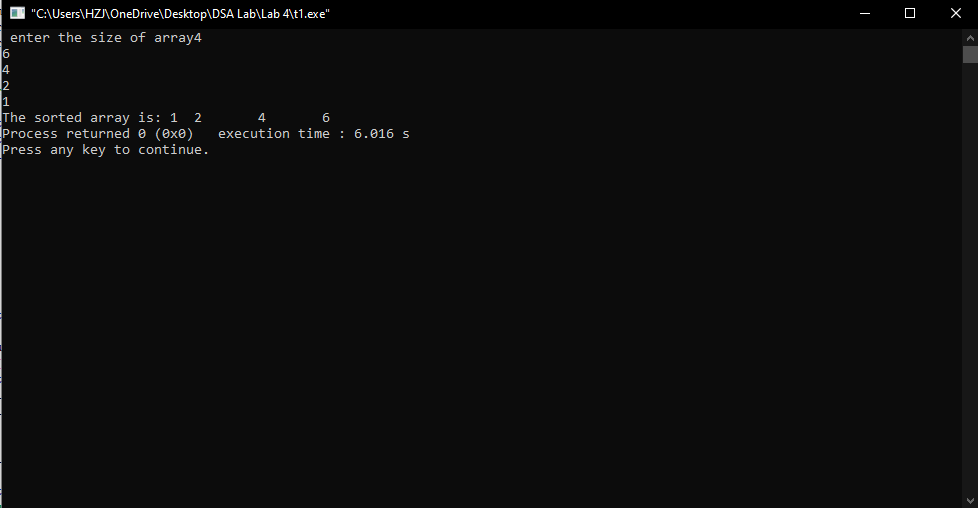 "C:\Users\HZJ\OneDrive\Desktop\DSA Lab\Lab 4\t1.exe"
 enter the size of array4
6
4
2
1
The sorted array is: 1  2       4       6
Process returned 0 (0x0)   execution time : 6.016 s
Press any key to continue.